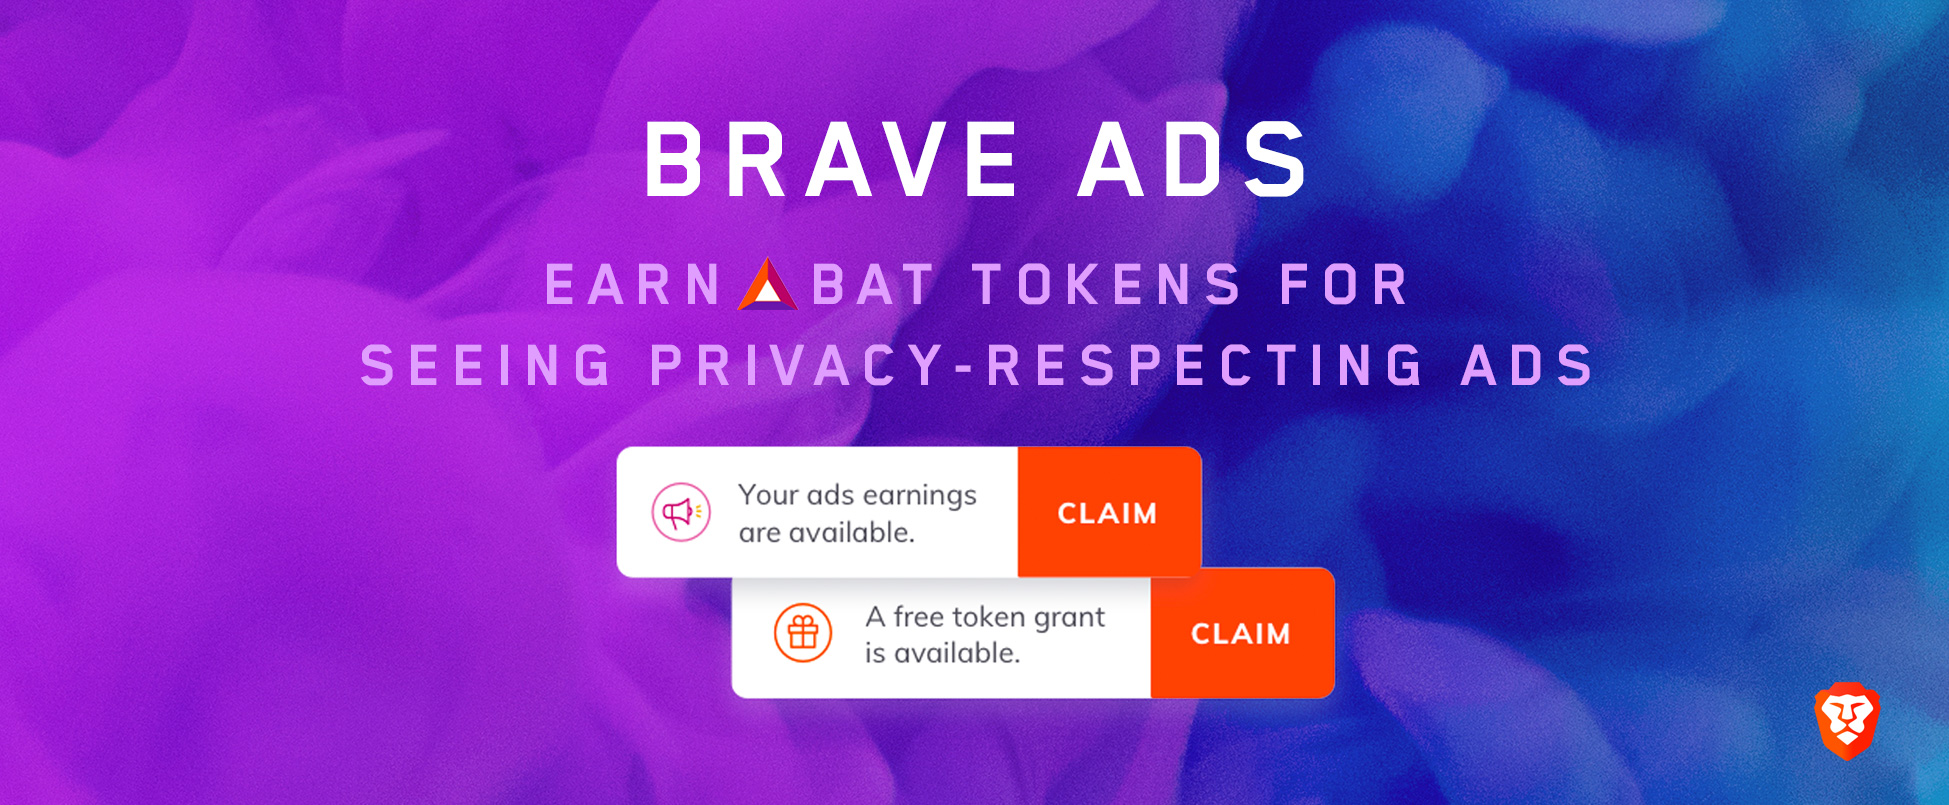 BRAVE ADS
EARN BAT TOKENS FOR
SEEING PRIVACY-RESPECTING ADS
Your ads earnings
are available.
CLAIM
A free token grant
is available.
CLAIM